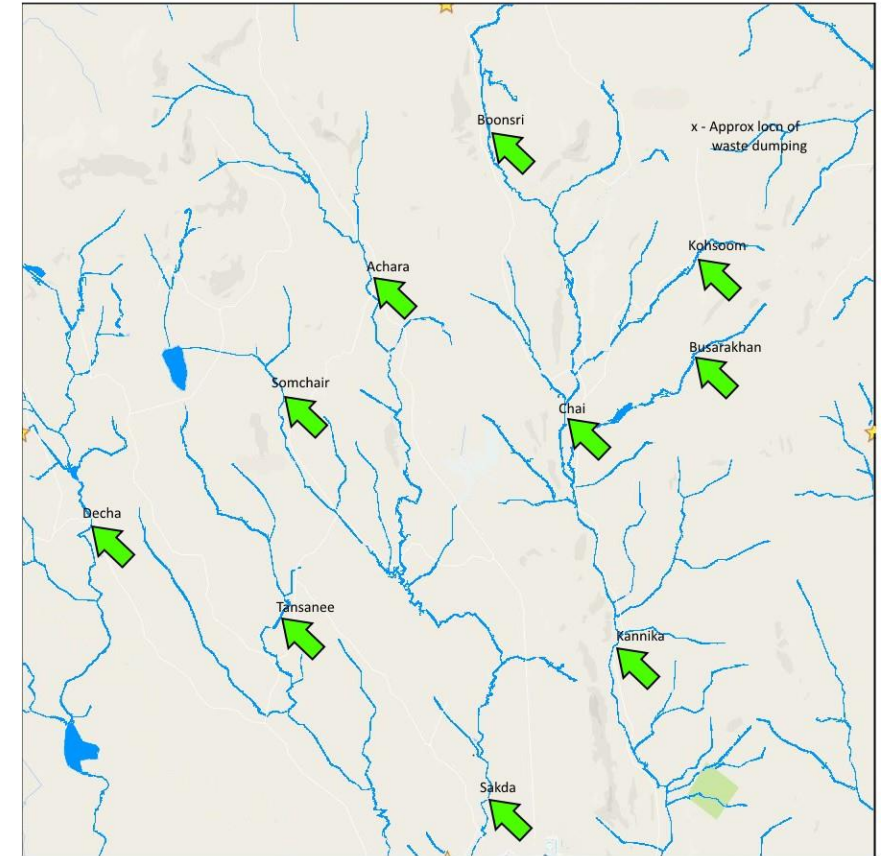 Boonsri
x - Approx locn of
waste dumping
Kohsoom
Achara
Busarakhan
Somchair
Chai
Decha
Tansanee
Kannika
Sakda